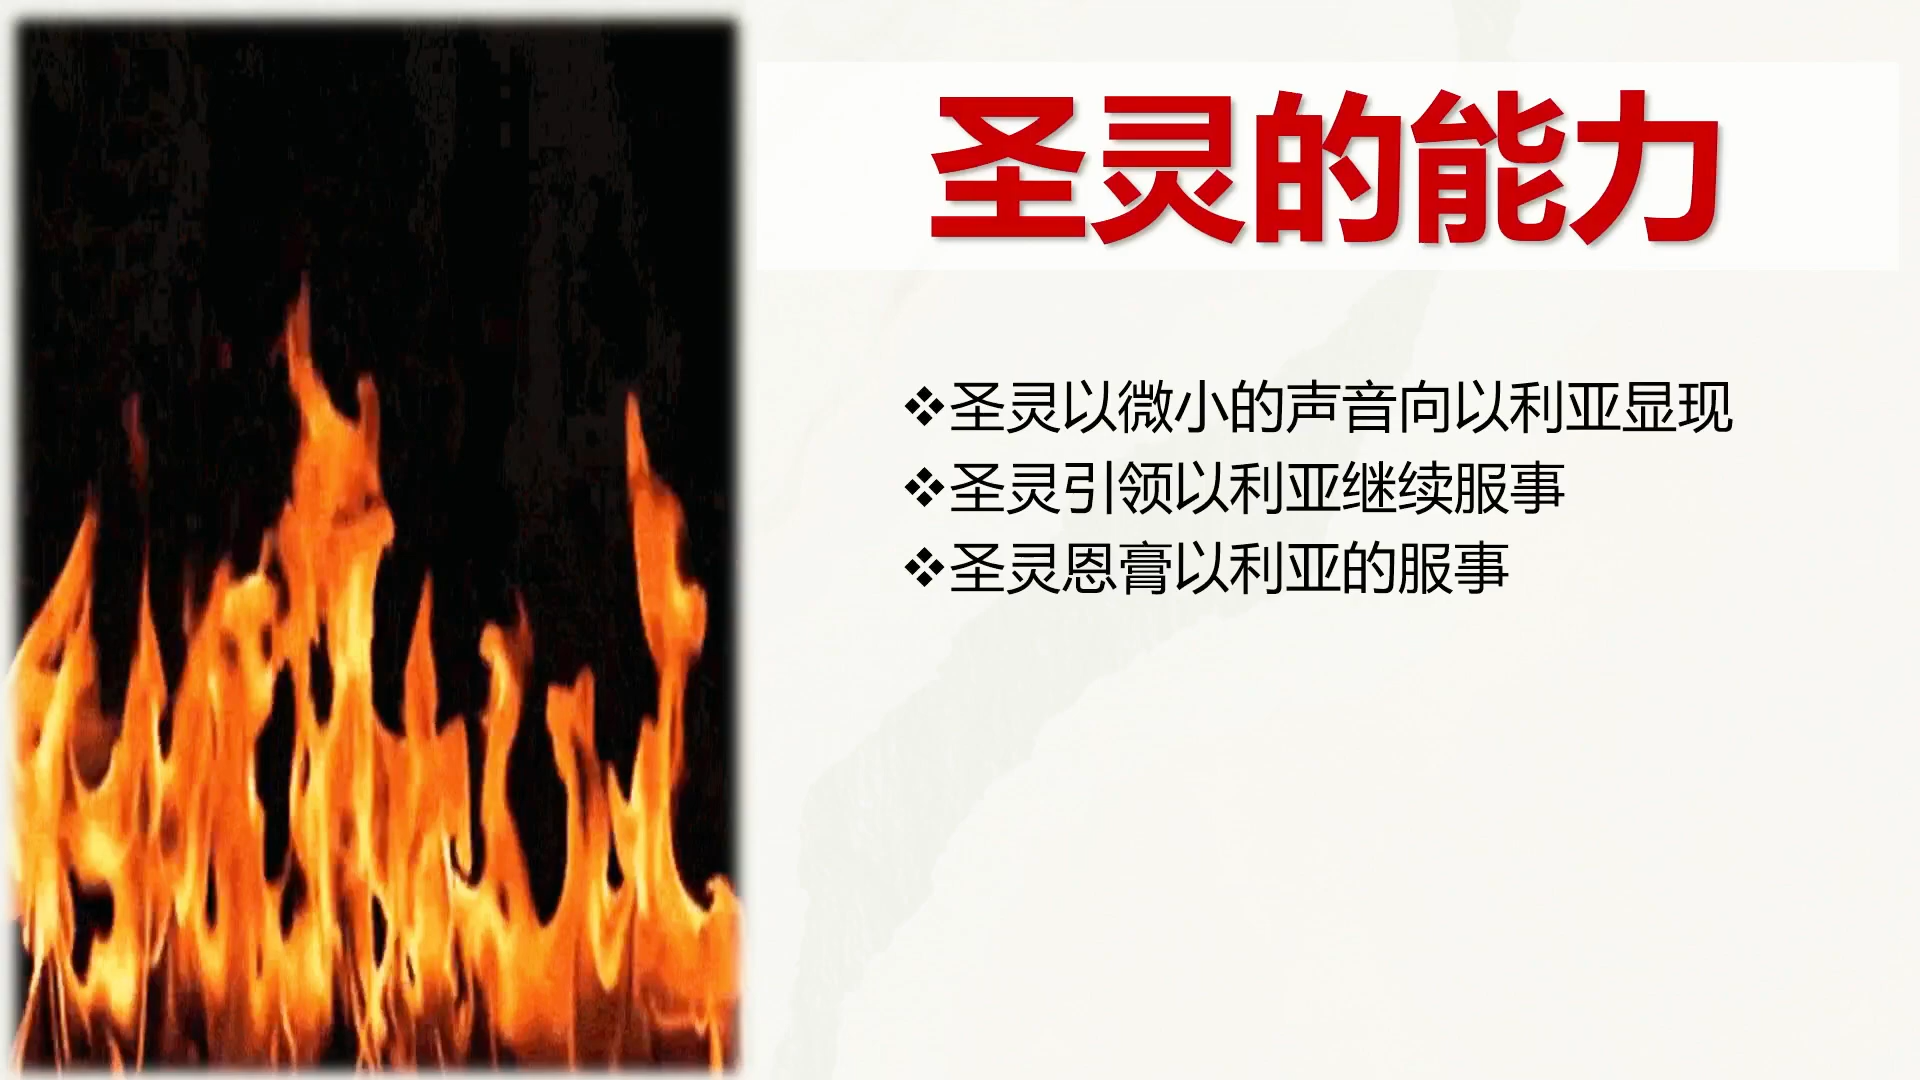 圣灵的能力
❖圣灵以微小的声音向以利亚显现
❖圣灵引领以利亚继续服事
❖圣灵恩膏以利亚的服事